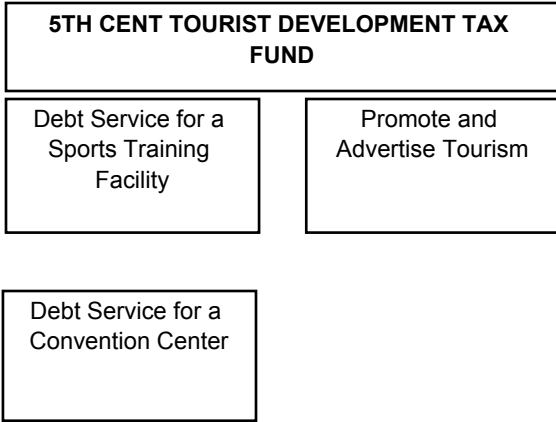 5TH CENT TOURIST DEVELOPMENT TAX
FUND
Debt Service for a
Sports Training
Facility
Promote and
Advertise Tourism
Debt Service for a
Convention Center